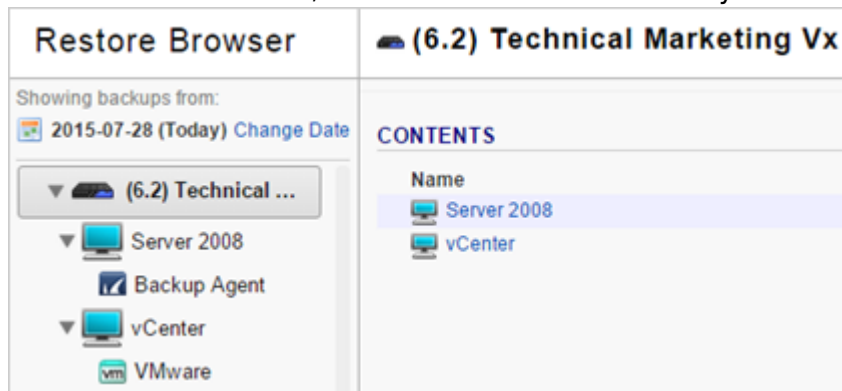 Restore Browser
(6.2) Technical Marketing Vx
Showing backups from:
2015-07-28 (Today) Change Date
CONTENTS
Name
(6.2) Technical ...
Server 2008
Server 2008
vCenter
Backup Agent
vCenter
vm VMware